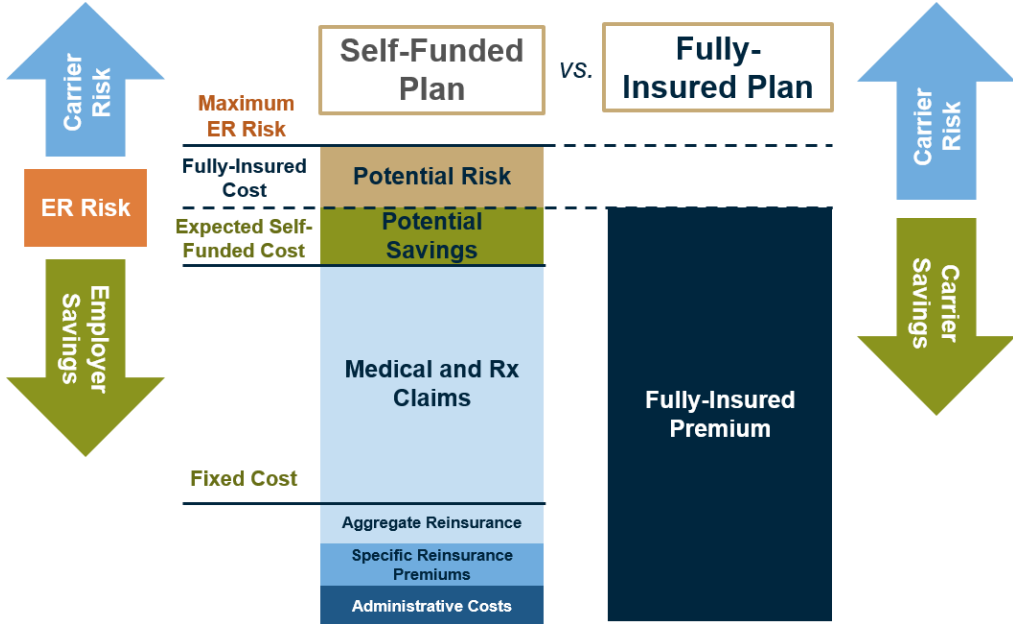 Carrier
Risk
ER Risk
Employer
Savings
Self-Funded
Plan
vs.
Fully-
Insured Plan
Maximum
ER Risk
Fully-Insured
Cost
Expected Self-
Funded Cost
Fixed Cost
Potential Risk
Potential
Savings
Medical and Rx
Claims
Aggregate Reinsurance
Specific Reinsurance
Premiums
Administrative Costs
Fully-Insured
Premium
Carrier
Risk
Carrier
Savings